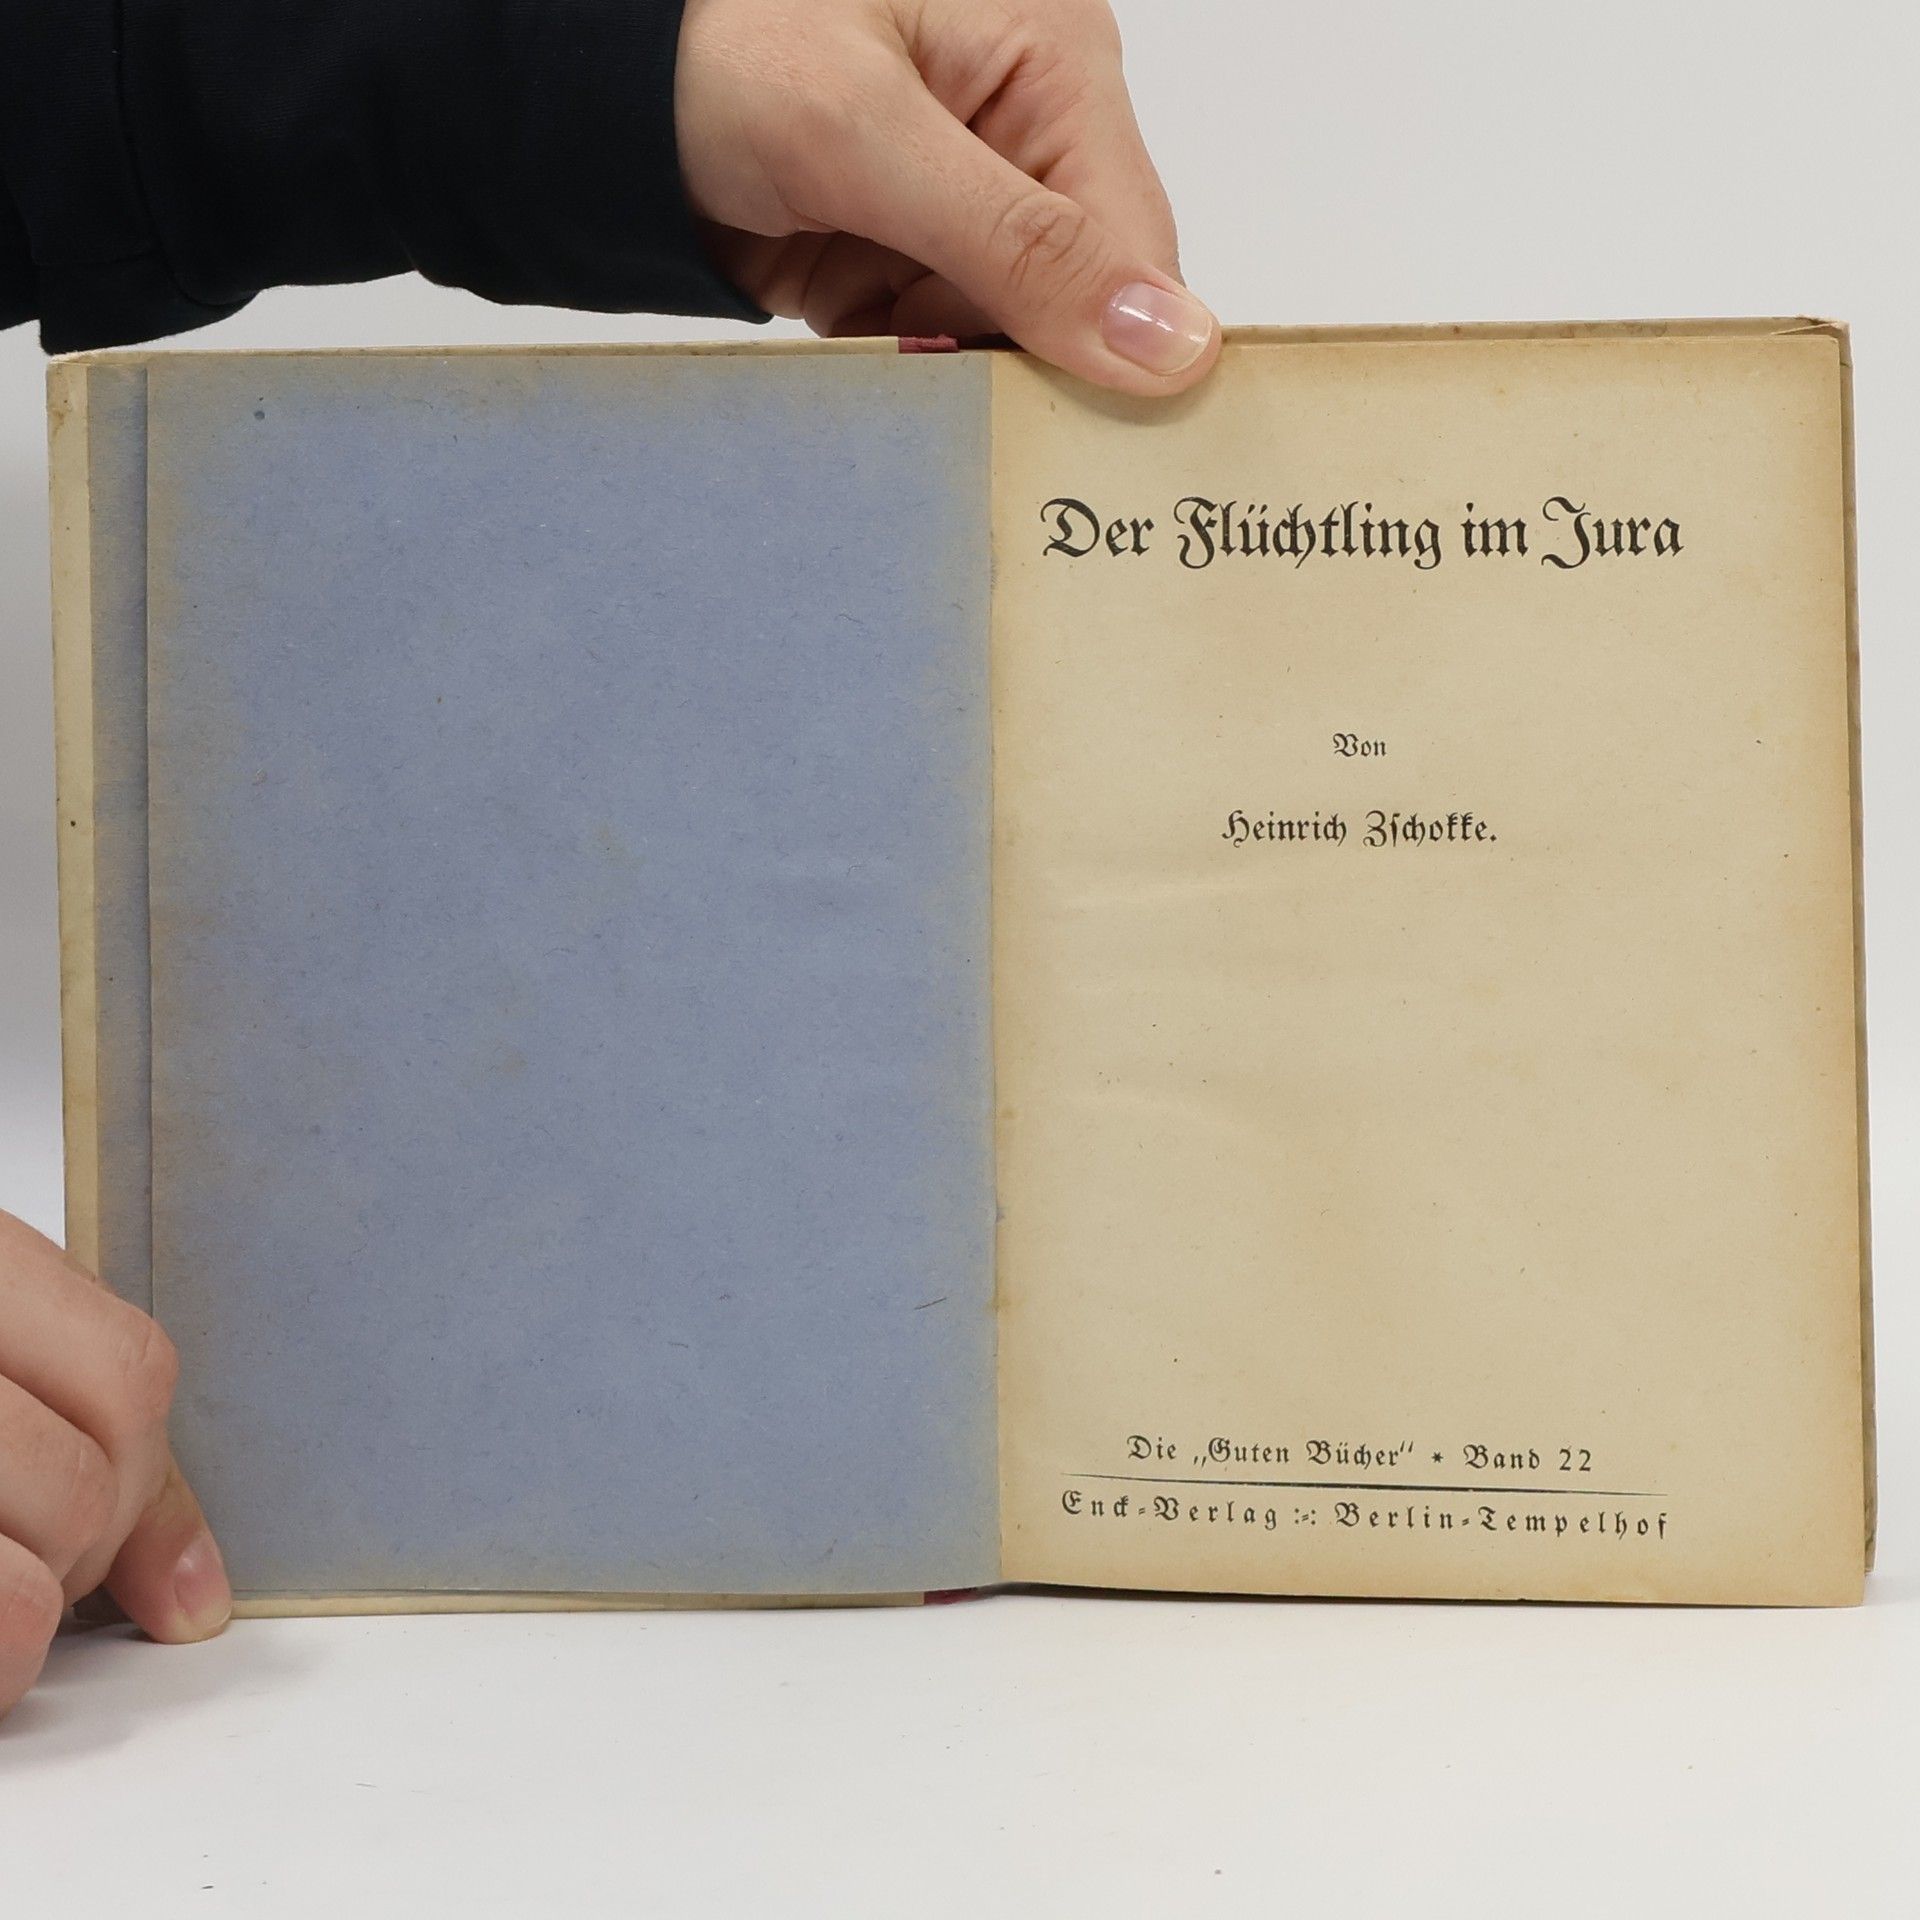 Der Flüchtling im Jura
Von
Heinrich Zſchokke.
Die „Guten Bücher“ * Band 22
Enck-Verlag :-: Berlin-Tempelhof